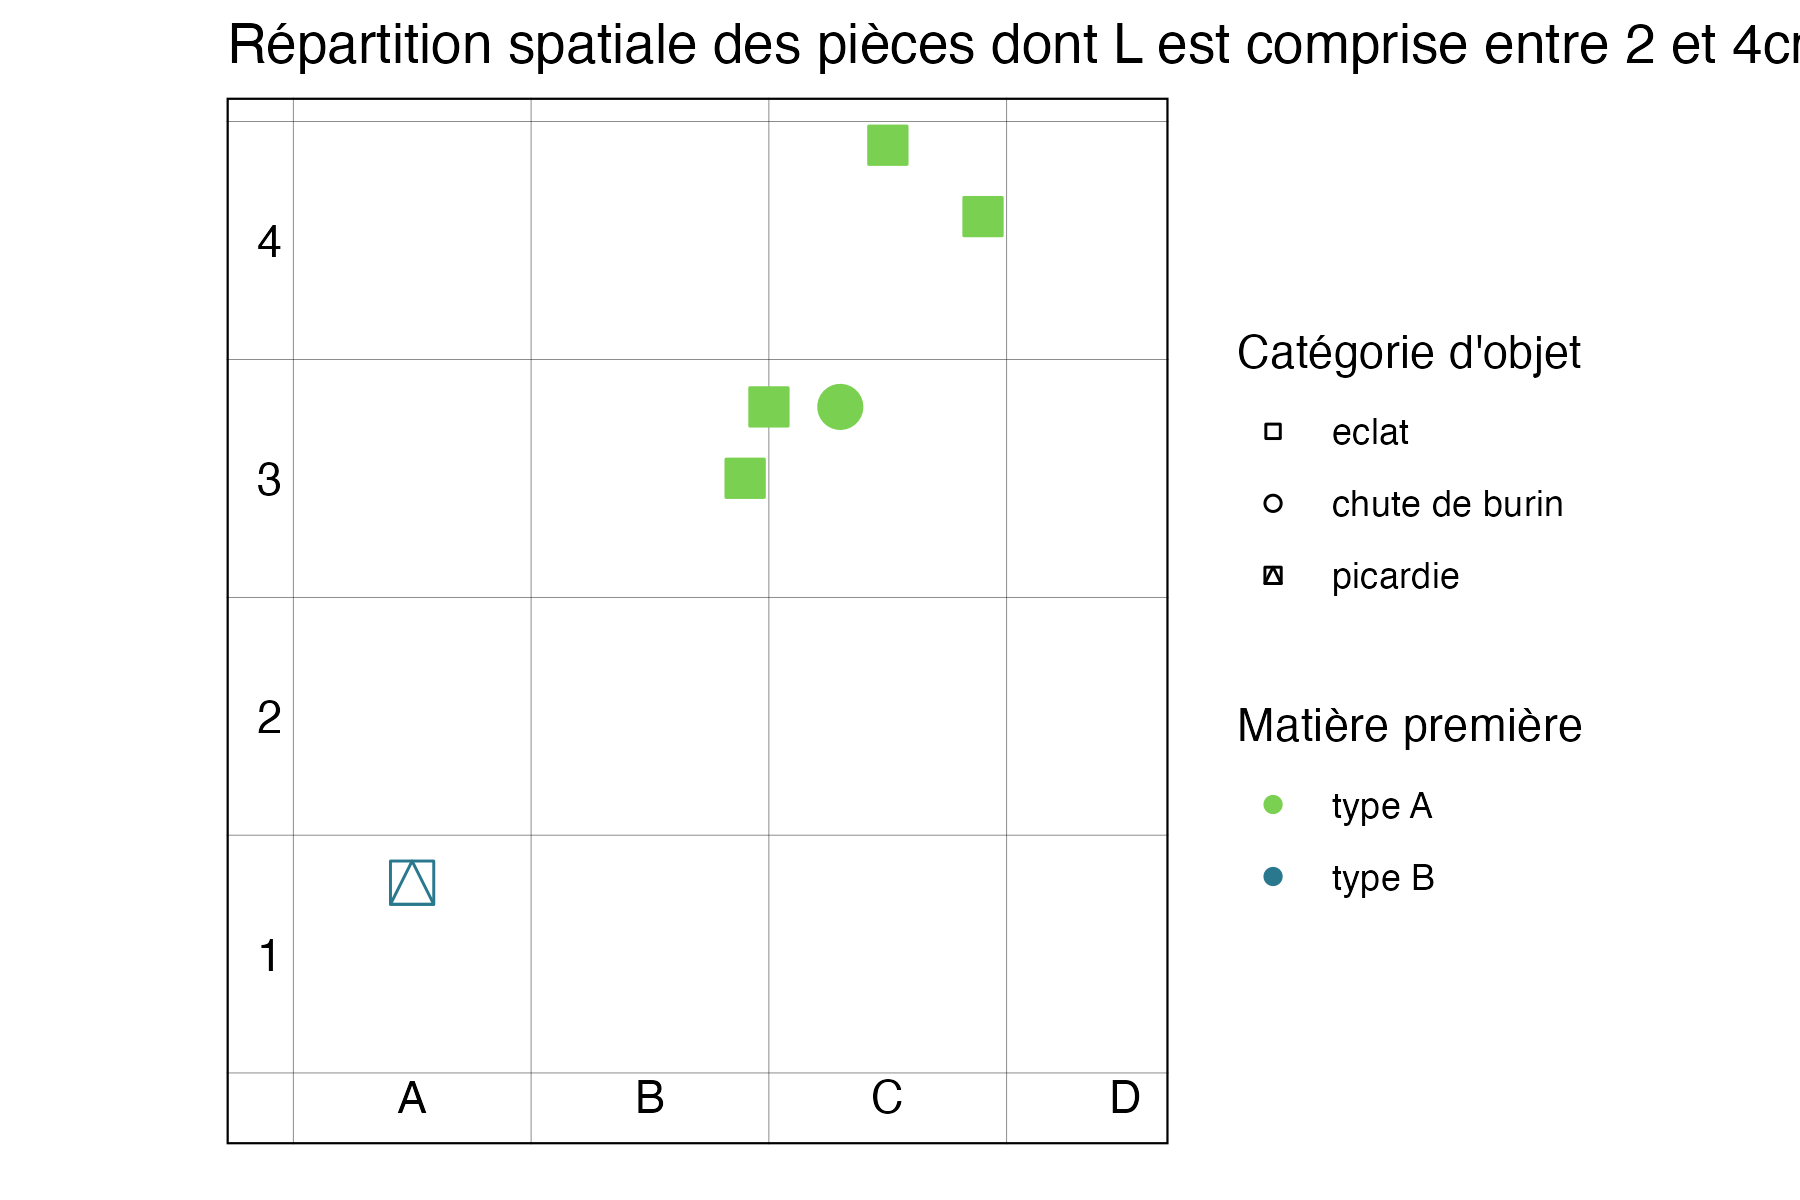 Répartition spatiale des pièces dont L est comprise entre 2 et 4cr
4
3
2
1
A B C D
Catégorie d'objet
eclat
chute de burin
picardie
Matière première
type A
type B